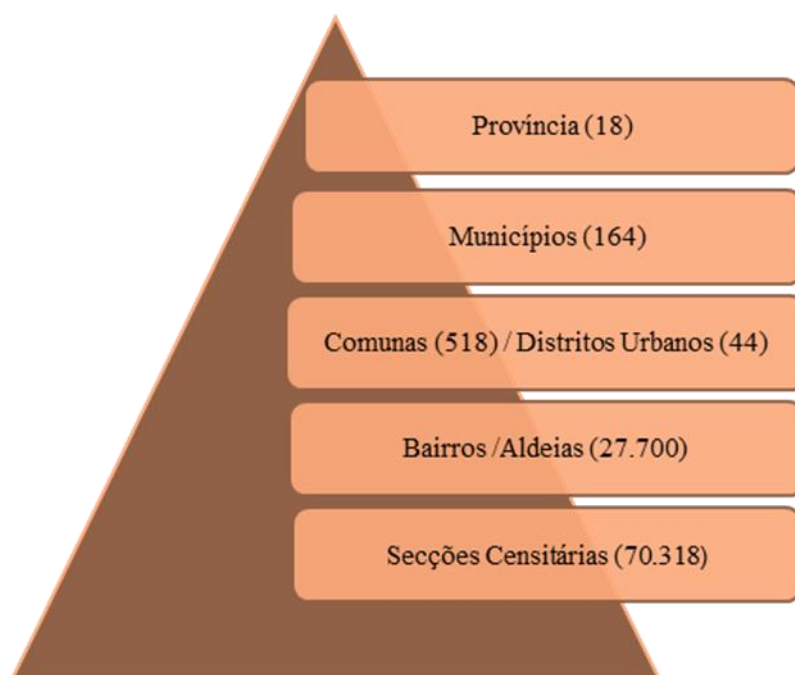 Província (18)
Municípios (164)
Comunas (518) / Distritos Urbanos (44)
Bairros /Aldeias (27.700)
Secções Censitárias (70.318)